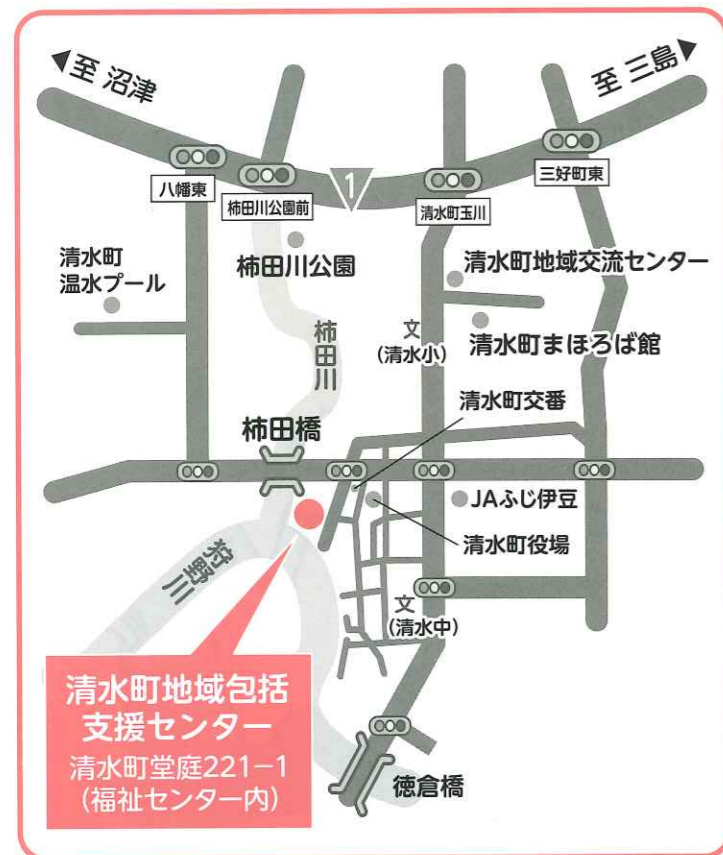 ◀至 沼津
至 三島▶
八幡東
柿田川公園前
1
清水町玉川
三好町東
清水町
温水プール
柿田川公園
清水町地域交流センター
柿田川
文
(清水小)
清水町まほろば館
清水町交番
柿田橋
JAふじ伊豆
清水町役場
狩野川
文
(清水中)
清水町地域包括
支援センター
清水町堂庭221−1
(福祉センター内)
徳倉橋